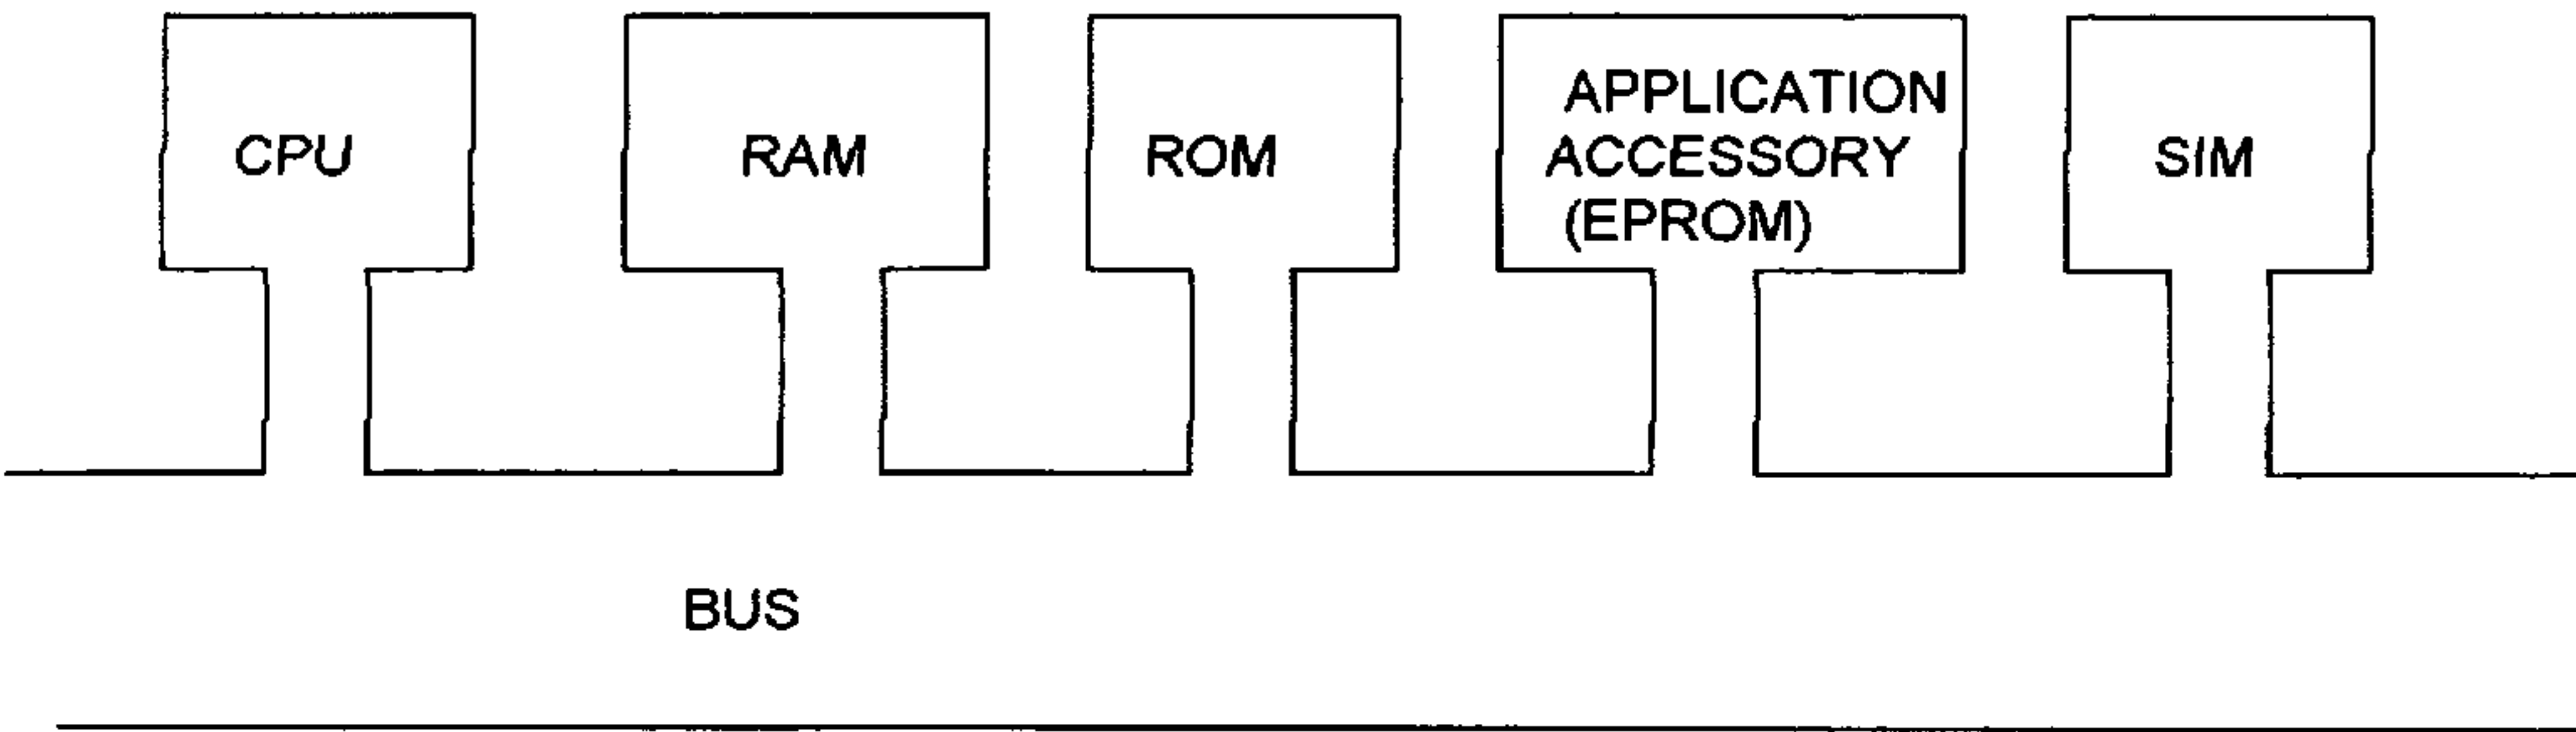 CPU
RAM
ROM
APPLICATION
ACCESSORY
(EPROM)
SIM
BUS